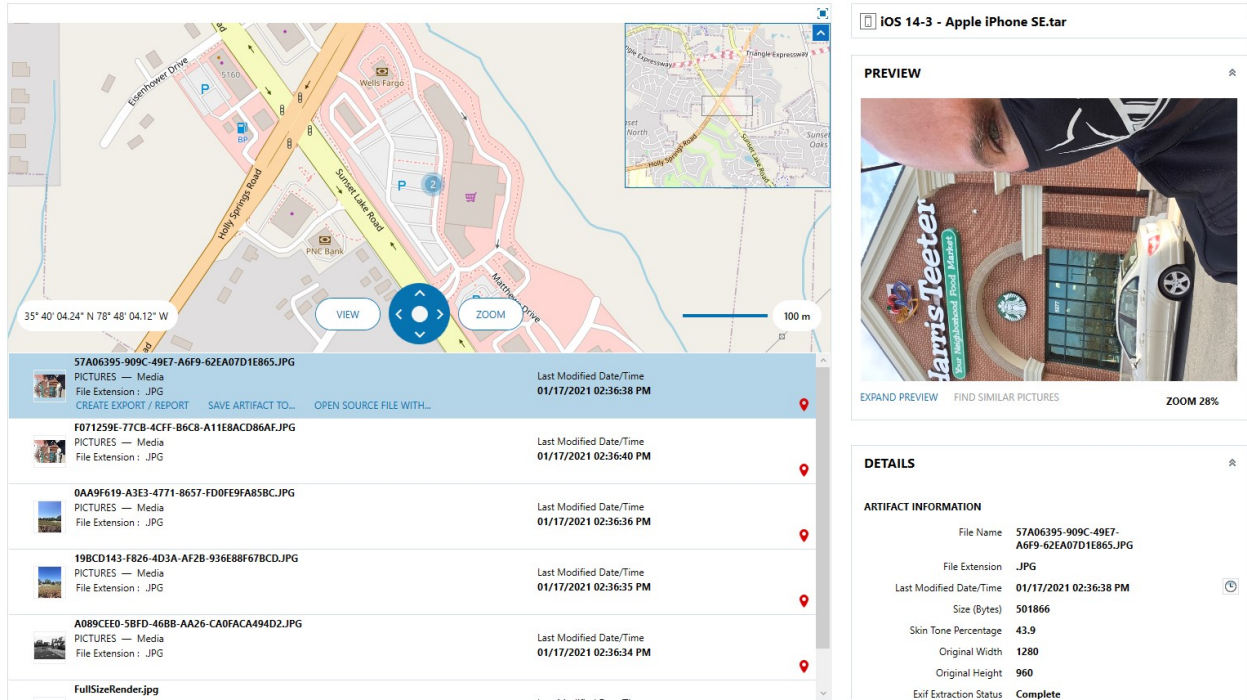 iOS 14-3 - Apple iPhone SE.tar
Eisenhower Drive
5160
P
BP
Wells Fargo
Holly Springs Road
Sunset Lake Road
P
2
PNC Bank
Matthews Drive
Triangle Expressway
Holly Springs Road
Sunset Lake Road
Sunset
Oaks
35° 40' 04.24" N 78° 48' 04.12" W
VIEW
ZOOM
100 m
57A06395-909C-49E7-A6F9-62EA07D1E865.JPG
PICTURES — Media
File Extension : .JPG
Last Modified Date/Time
01/17/2021 02:36:38 PM
CREATE EXPORT / REPORT SAVE ARTIFACT TO... OPEN SOURCE FILE WITH...
F071259E-77CB-4CFF-B6C8-A11E8ACD86AF.JPG
PICTURES — Media
File Extension : .JPG
Last Modified Date/Time
01/17/2021 02:36:40 PM
0AA9F619-A3E3-4771-8657-FD0FE9FA85BC.JPG
PICTURES — Media
File Extension : .JPG
Last Modified Date/Time
01/17/2021 02:36:36 PM
19BCD143-F826-4D3A-AF2B-936E88F67BCD.JPG
PICTURES — Media
File Extension : .JPG
Last Modified Date/Time
01/17/2021 02:36:35 PM
A089CEE0-5BFD-46BB-AA26-CA0FACA494D2.JPG
PICTURES — Media
File Extension : .JPG
Last Modified Date/Time
01/17/2021 02:36:34 PM
FullSizeRender.jpg
PREVIEW
Harris Teeter
Your Neighborhood Food Market
EXPAND PREVIEW FIND SIMILAR PICTURES
ZOOM 28%
DETAILS
ARTIFACT INFORMATION
File Name 57A06395-909C-49E7-
A6F9-62EA07D1E865.JPG
File Extension .JPG
Last Modified Date/Time 01/17/2021 02:36:38 PM
Size (Bytes) 501866
Skin Tone Percentage 43.9
Original Width 1280
Original Height 960
Exif Extraction Status Complete